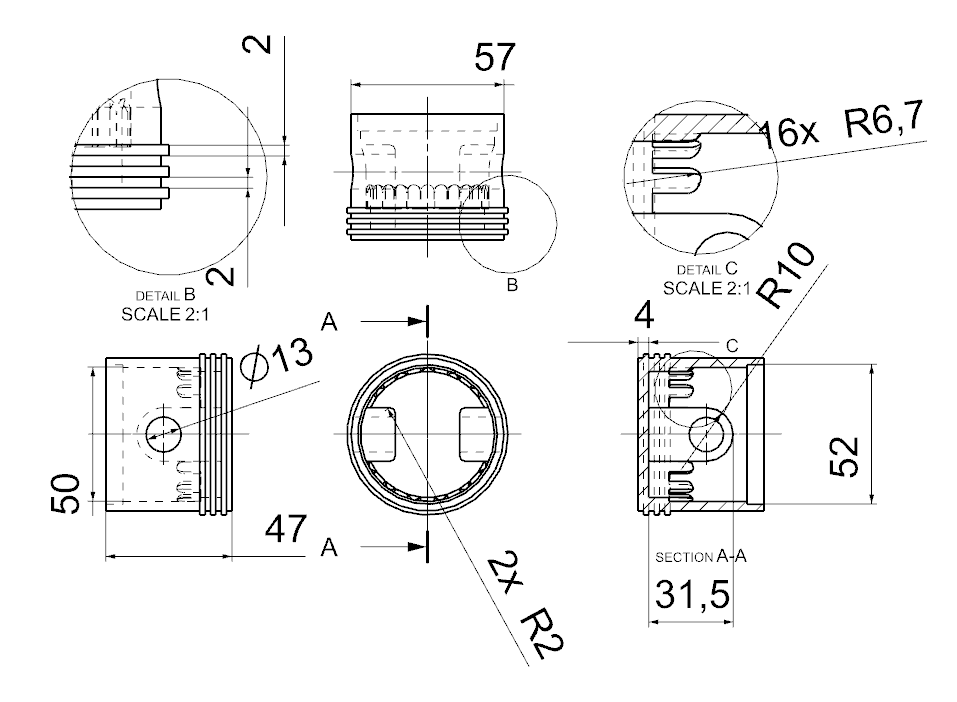 2
57
16x R6,7
2
DETAIL B
SCALE 2:1
B
DETAIL C
SCALE 2:1
R10
A
4
C
Ø13
50
52
47
A
2x R2
SECTION A-A
31,5